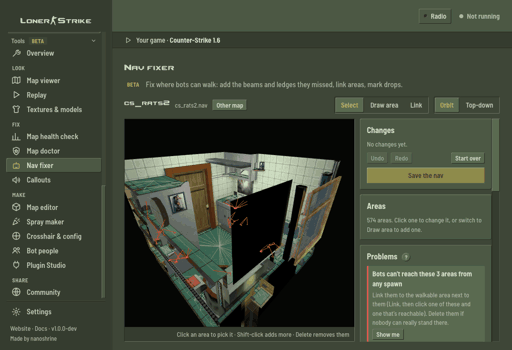 LONER STRIKE
Radio
Not running
Tools BETA
Your game · Counter-Strike 1.6
Overview
LOOK
Map viewer
Replay
Textures & models
FIX
Map health check
Map doctor
Nav fixer
Callouts
MAKE
Map editor
Spray maker
Crosshair & config
Bot people
Plugin Studio
SHARE
Community
Settings
Website · Docs · v1.0.0-dev
Made by nanoshrine
NAV FIXER
BETA Fix where bots can walk: add the beams and ledges they missed, link areas, mark drops.
CS_RATS2 cs_rats2.nav Other map
Select Draw area Link
Orbit Top-down
Click an area to pick it · Shift-click adds more · Delete removes them
Changes
No changes yet.
Undo Redo Start over
Save the nav
Areas
574 areas. Click one to change it, or switch to
Draw area to add one.
Problems
Bots can't reach these 3 areas from
any spawn
Link them to the walkable area next to
them (Link, then click one of these and
one that's reachable). Delete them if
nobody can really stand there.
Show me